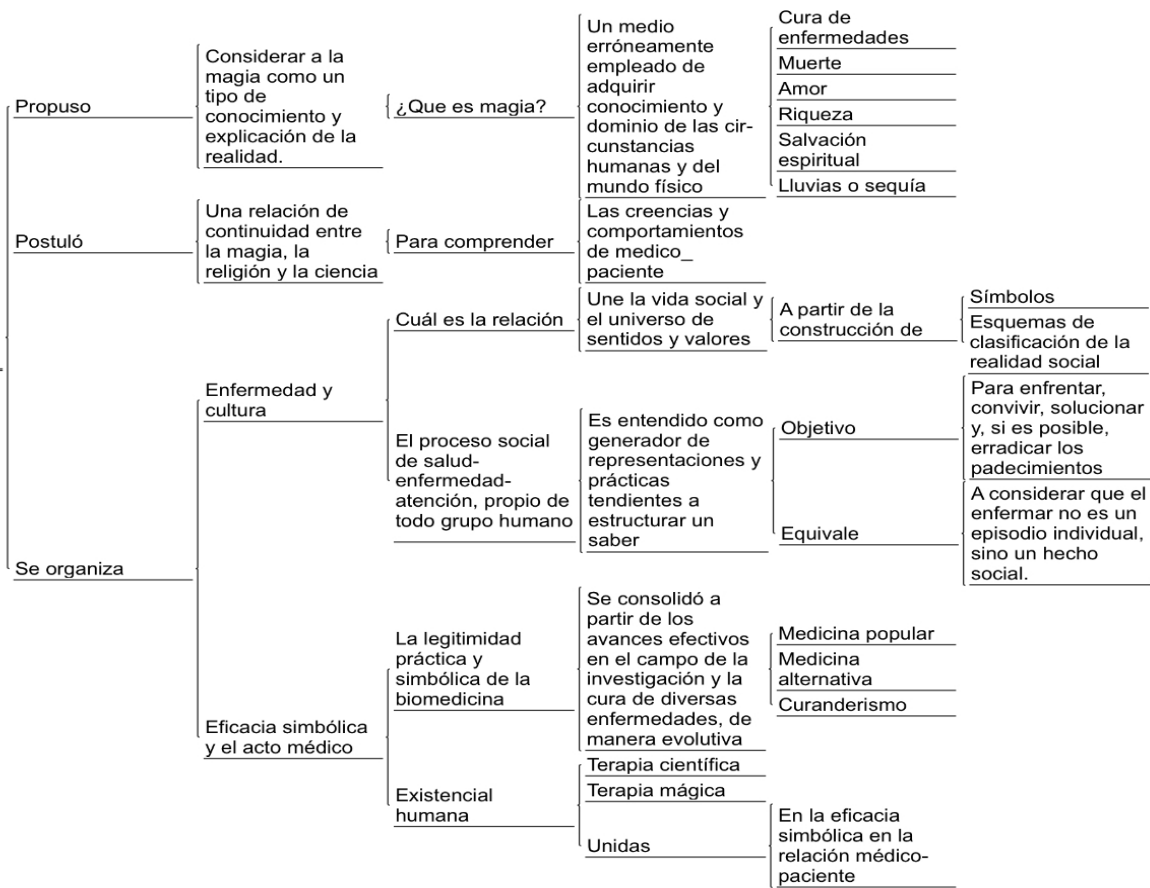 Propuso
Considerar a la
magia como un
tipo de
conocimiento y
explicación de la
realidad.
¿Que es magia?
Un medio
erróneamente
empleado de
adquirir
conocimiento y
dominio de las cir-
cunstancias
humanas y del
mundo físico
Cura de
enfermedades
Muerte
Amor
Riqueza
Salvación
espiritual
Lluvias o sequía
Postuló
Una relación de
continuidad entre
la magia, la
religión y la ciencia
Para comprender
Las creencias y
comportamientos
de medico_
paciente
Se organiza
Enfermedad y
cultura
Cuál es la relación
Une la vida social y
el universo de
sentidos y valores
A partir de la
construcción de
Símbolos
Esquemas de
clasificación de la
realidad social
El proceso social
de salud-
enfermedad-
atención, propio de
todo grupo humano
Es entendido como
generador de
representaciones y
prácticas
tendientes a
estructurar un
saber
Objetivo
Para enfrentar,
convivir, solucionar
y, si es posible,
erradicar los
padecimientos
Equivale
A considerar que el
enfermar no es un
episodio individual,
sino un hecho
social.
Eficacia simbólica
y el acto médico
La legitimidad
práctica y
simbólica de la
biomedicina
Se consolidó a
partir de los
avances efectivos
en el campo de la
investigación y la
cura de diversas
enfermedades, de
manera evolutiva
Medicina popular
Medicina
alternativa
Curanderismo
Existencial
humana
Terapia científica
Terapia mágica
Unidas
En la eficacia
simbólica en la
relación médico-
paciente